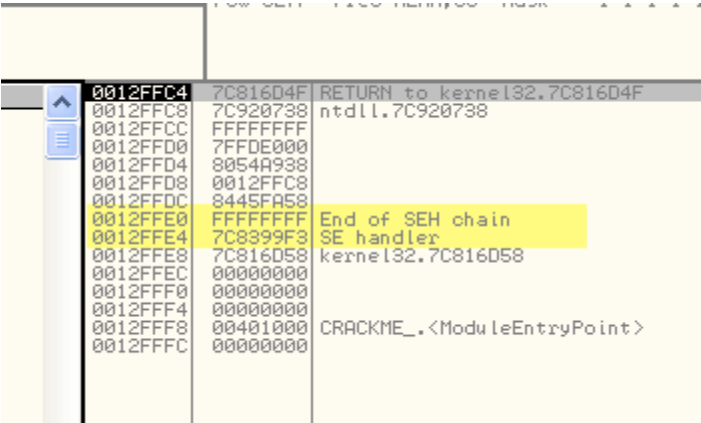 0012FFC4 7C816D4F RETURN to kernel32.7C816D4F
0012FFC8 7C920738 ntdll.7C920738
0012FFCC FFFFFFFF
0012FFD0 7FFDE000
0012FFD4 8054A938
0012FFD8 0012FFC8
0012FFDC 8445FA58
0012FFE0 FFFFFFFF End of SEH chain
0012FFE4 7C8399F3 SE handler
0012FFE8 7C816D58 kernel32.7C816D58
0012FFEC 00000000
0012FFF0 00000000
0012FFF4 00000000
0012FFF8 00401000 CRACKME_.<ModuleEntryPoint>
0012FFFC 00000000